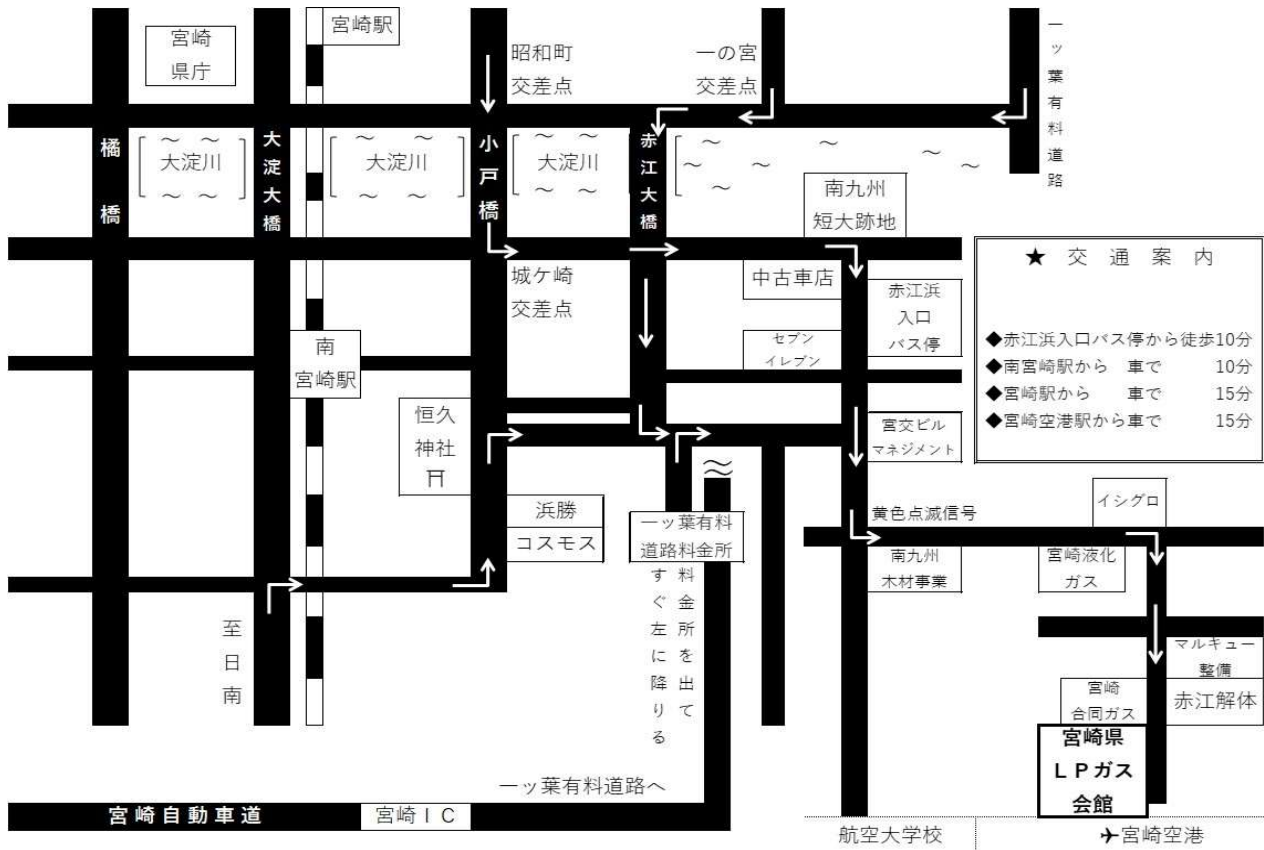 宮崎
県庁
宮崎駅
昭和町
交差点
一の宮
交差点
一ッ葉有料道路
橘橋
大淀川
大淀大橋
大淀川
小戸橋
大淀川
赤江大橋
南九州
短大跡地
城ケ崎
交差点
中古車店
赤江浜
入口
バス停
セブン
イレブン
南
宮崎駅
★ 交通案内
◆赤江浜入口バス停から徒歩10分
◆南宮崎駅から 車で 10分
◆宮崎駅から 車で 15分
◆宮崎空港駅から車で 15分
恒久
神社
宮交ビル
マネジメント
浜勝
コスモス
一ッ葉有料
道路料金所
料金所を出て
すぐ左に降りる
黄色点滅信号
イシグロ
南九州
木材事業
宮崎液化
ガス
至日南
マルキュー
整備
宮崎
合同ガス
赤江解体
宮崎県
LPガス
会館
一ッ葉有料道路へ
宮崎自動車道
宮崎IC
航空大学校
✈宮崎空港